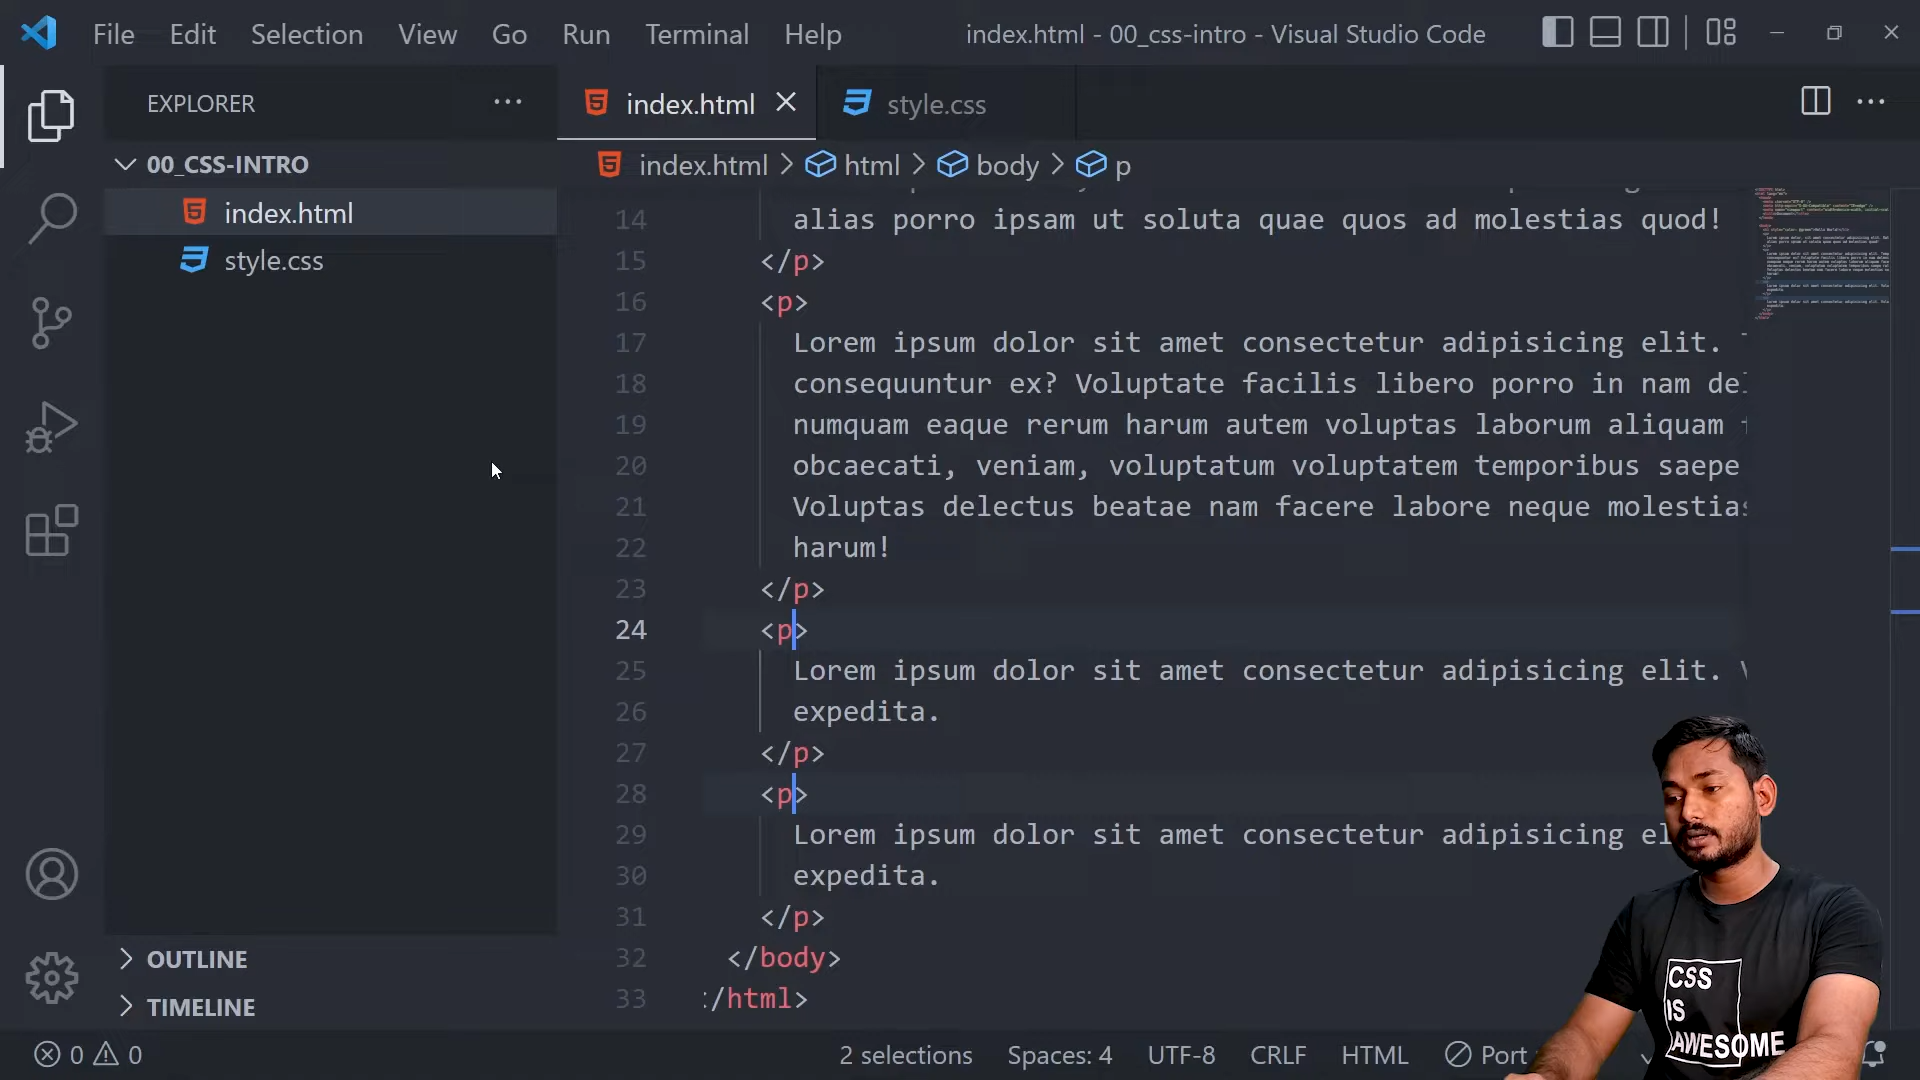 File Edit Selection View Go Run Terminal Help index.html - 00_css-intro - Visual Studio Code
EXPLORER
00_CSS-INTRO
index.html
style.css
OUTLINE
TIMELINE
index.html style.css
index.html > html > body > p
14 alias porro ipsam ut soluta quae quos ad molestias quod!
15 </p>
16 <p>
17 Lorem ipsum dolor sit amet consectetur adipisicing elit.
18 consequuntur ex? Voluptate facilis libero porro in nam
19 numquam eaque rerum harum autem voluptas laborum aliquam
20 obcaecati, veniam, voluptatum voluptatem temporibus saepe
21 Voluptas delectus beatae nam facere labore neque molestias
22 harum!
23 </p>
24 <p>
25 Lorem ipsum dolor sit amet consectetur adipisicing elit.
26 expedita.
27 </p>
28 <p>
29 Lorem ipsum dolor sit amet consectetur adipisicing
30 expedita.
31 </p>
32 </body>
33 /html>
0 0 2 selections Spaces: 4 UTF-8 CRLF HTML Port
CSS
IS
AWESOME